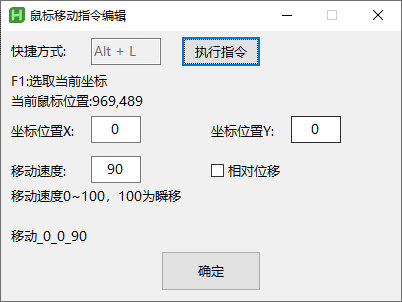 鼠标移动指令编辑
快捷方式: Alt + L 执行指令
F1:选取当前坐标
当前鼠标位置:969,489
坐标位置X: 0 坐标位置Y: 0
移动速度: 90 相对位移
移动速度0~100，100为瞬移
移动_0_0_90
确定